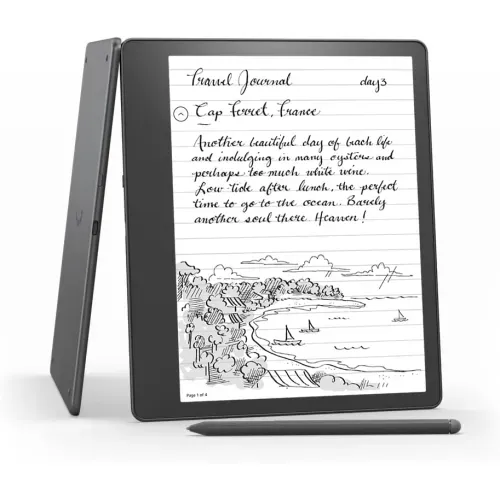 Travel Journal day3
Cap Ferret, France
Another beautiful day of beach life
and indulging in many oysters and
perhaps too much white wine.
Low tide after lunch, the perfect
time to go to the ocean. Barely
another soul there. Heaven!
Page 1 of 4